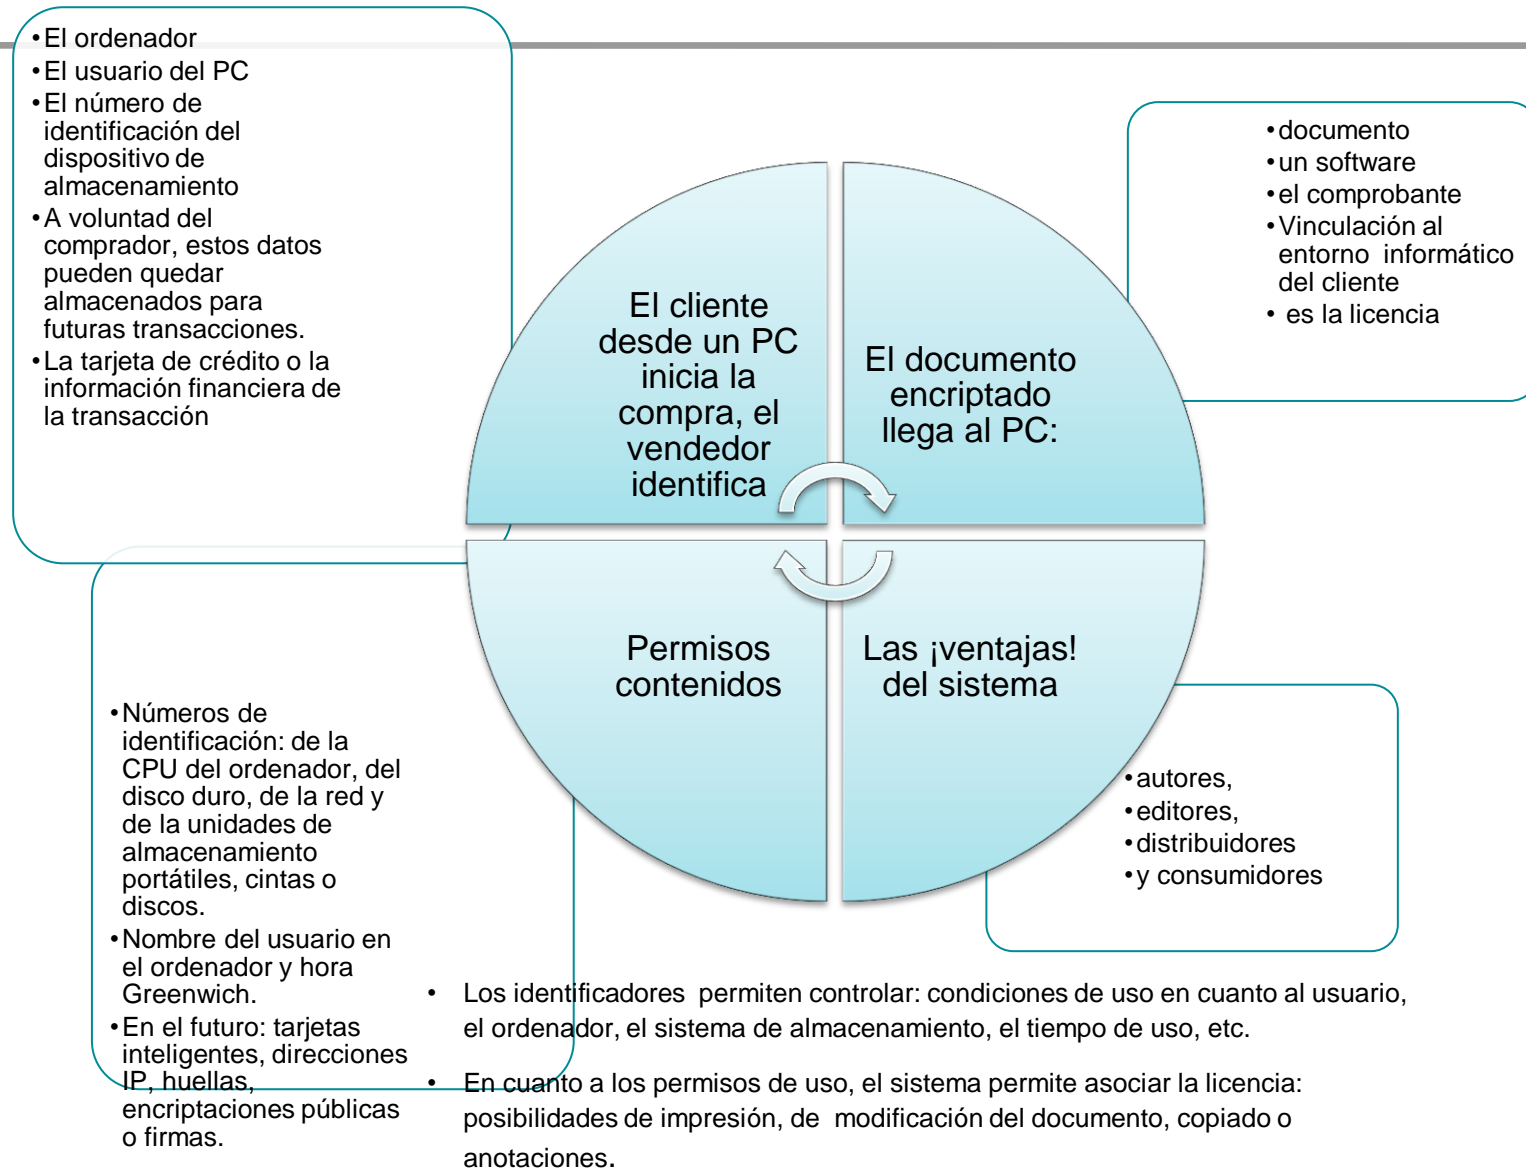 •El ordenador
•El usuario del PC
•El número de
identificación del
dispositivo de
almacenamiento
•A voluntad del
comprador, estos datos
pueden quedar
almacenados para
futuras transacciones.
•La tarjeta de crédito o la
información financiera de
la transacción
•documento
•un software
•el comprobante
•Vinculación al
entorno informático
del cliente
• es la licencia
El cliente
desde un PC
inicia la
compra, el
vendedor
identifica
El documento
encriptado
llega al PC:
Permisos
contenidos
Las ¡ventajas!
del sistema
•Números de
identificación: de la
CPU del ordenador, del
disco duro, de la red y
de la unidades de
almacenamiento
portátiles, cintas o
discos.
•Nombre del usuario en
el ordenador y hora
Greenwich.
•En el futuro: tarjetas
inteligentes, direcciones
IP, huellas,
encriptaciones públicas
o firmas.
•autores,
•editores,
•distribuidores
•y consumidores
• Los identificadores permiten controlar: condiciones de uso en cuanto al usuario,
el ordenador, el sistema de almacenamiento, el tiempo de uso, etc.
• En cuanto a los permisos de uso, el sistema permite asociar la licencia:
posibilidades de impresión, de modificación del documento, copiado o
anotaciones.